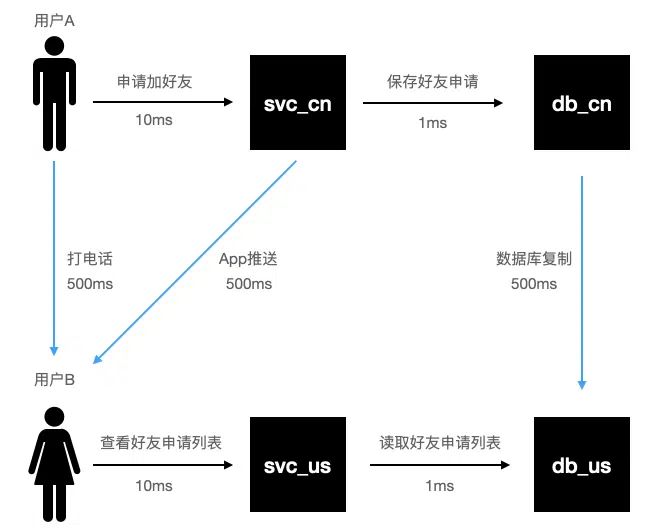 用户A
申请加好友
10ms
svc_cn
保存好友申请
1ms
db_cn
打电话
500ms
App推送
500ms
数据库复制
500ms
用户B
查看好友申请列表
10ms
svc_us
读取好友申请列表
1ms
db_us